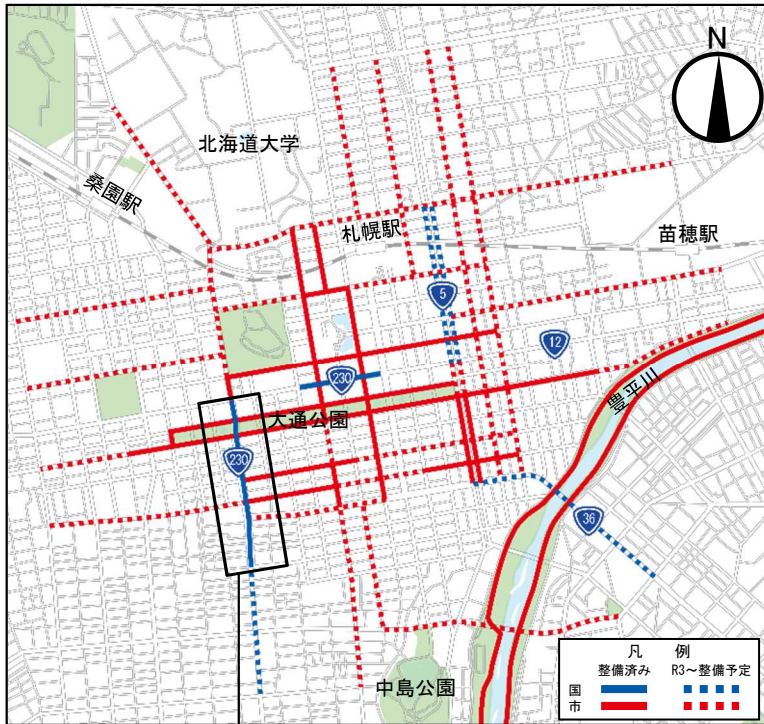 N
北海道大学
桑園駅
札幌駅
苗穂駅
5
12
230
豊平川
大通公園
230
36
中島公園
凡 例
整備済み R3～整備予定
国
市